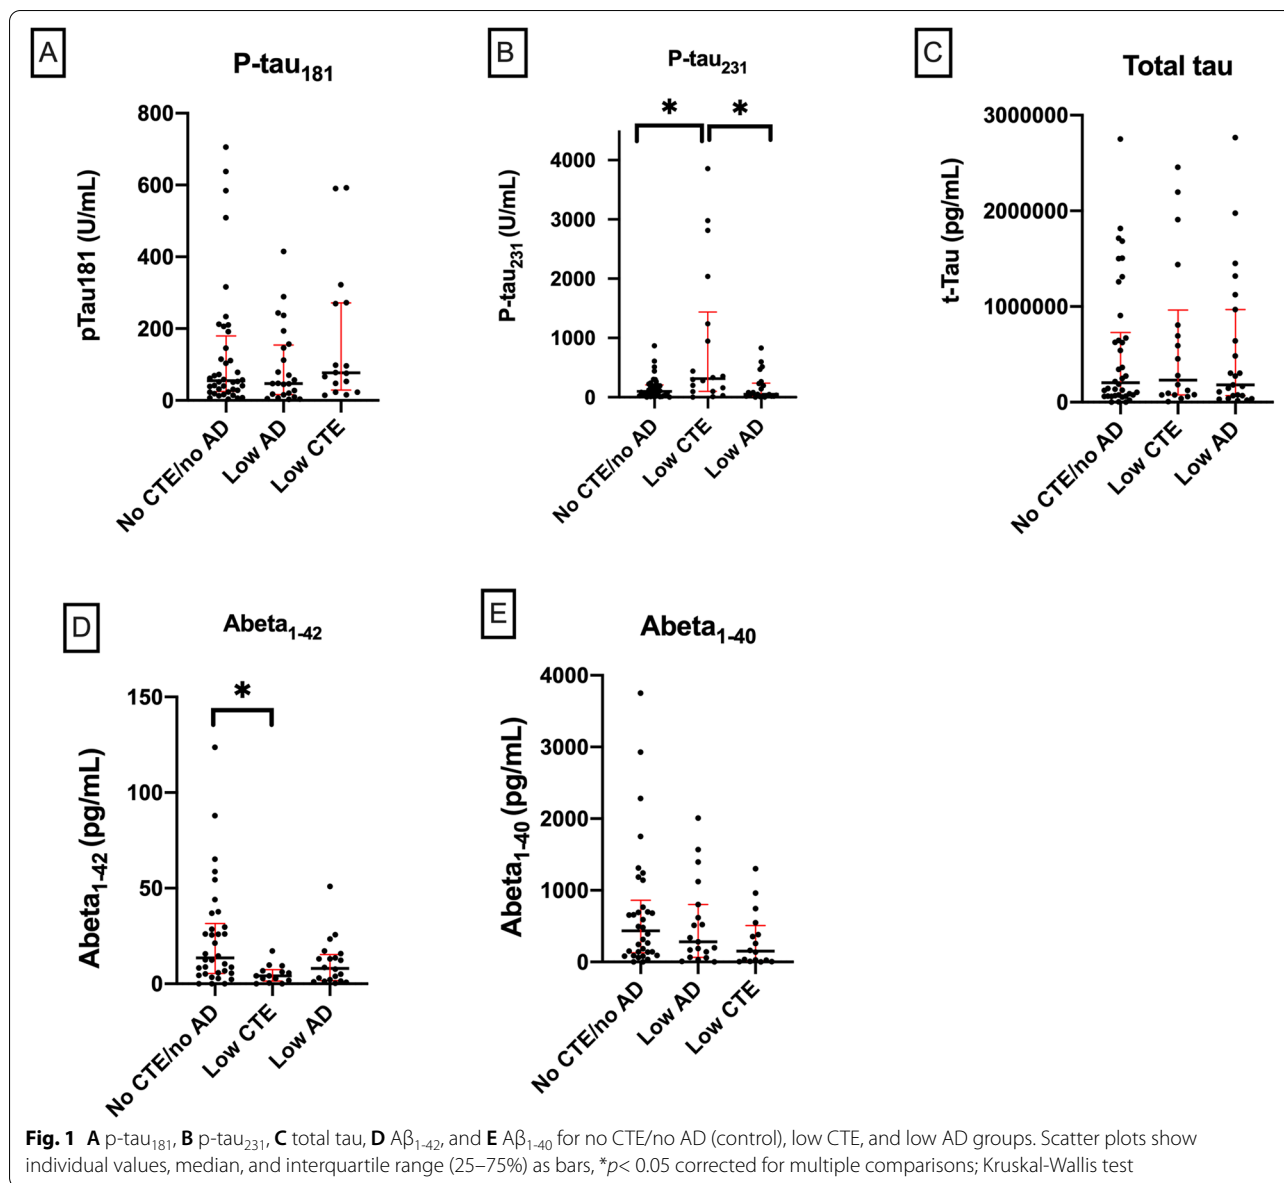 A
P-tau181
pTau181 (U/mL)
800
600
400
200
0
No CTE/no AD
Low AD
Low CTE
B
P-tau231
P-tau231 (U/mL)
* *
4000
3000
2000
1000
0
No CTE/no AD
Low CTE
Low AD
C
Total tau
t-Tau (pg/mL)
3000000
2000000
1000000
0
No CTE/no AD
Low CTE
Low AD
D
Abeta1-42
Abeta1-42 (pg/mL)
*
150
100
50
0
No CTE/no AD
Low CTE
Low AD
E
Abeta1-40
Abeta1-40 (pg/mL)
4000
3000
2000
1000
0
No CTE/no AD
Low AD
Low CTE
Fig. 1 A p-tau181, B p-tau231, C total tau, D Aβ1-42, and E Aβ1-40 for no CTE/no AD (control), low CTE, and low AD groups. Scatter plots show
individual values, median, and interquartile range (25–75%) as bars, *p< 0.05 corrected for multiple comparisons; Kruskal-Wallis test